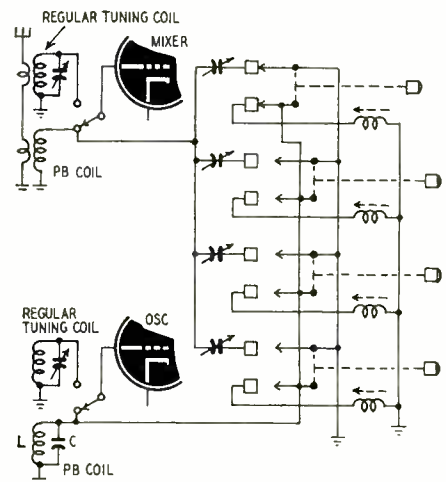 REGULAR TUNING COIL
MIXER
PB COIL
REGULAR
TUNING COIL
OSC
L
C
PB COIL